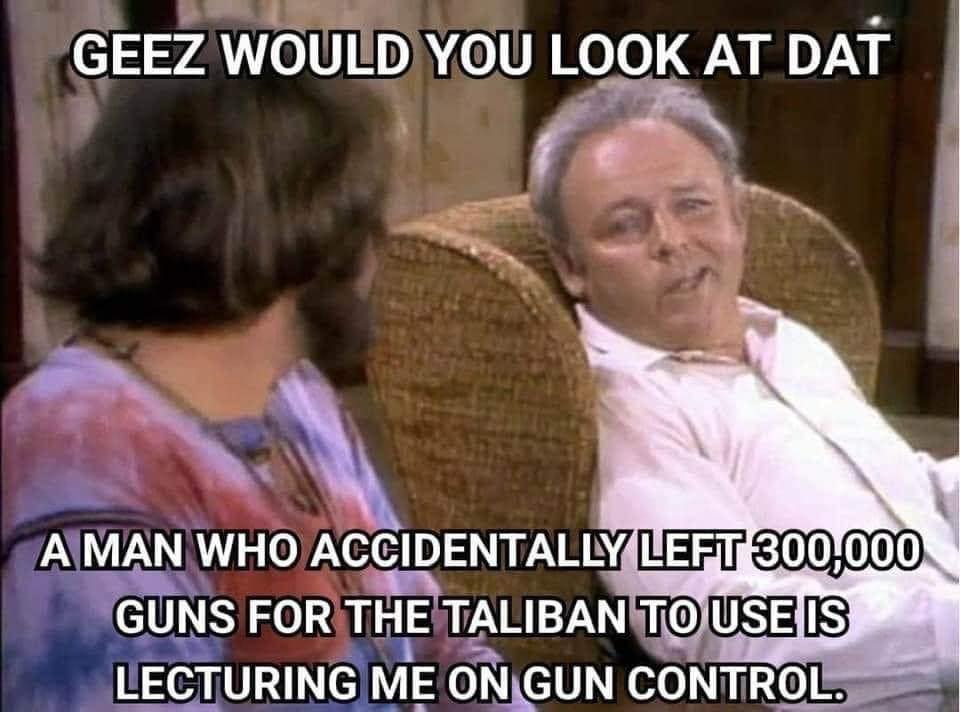 GEEZ WOULD YOU LOOK AT DAT
A MAN WHO ACCIDENTALLY LEFT 300,000
GUNS FOR THE TALIBAN TO USE IS
LECTURING ME ON GUN CONTROL.